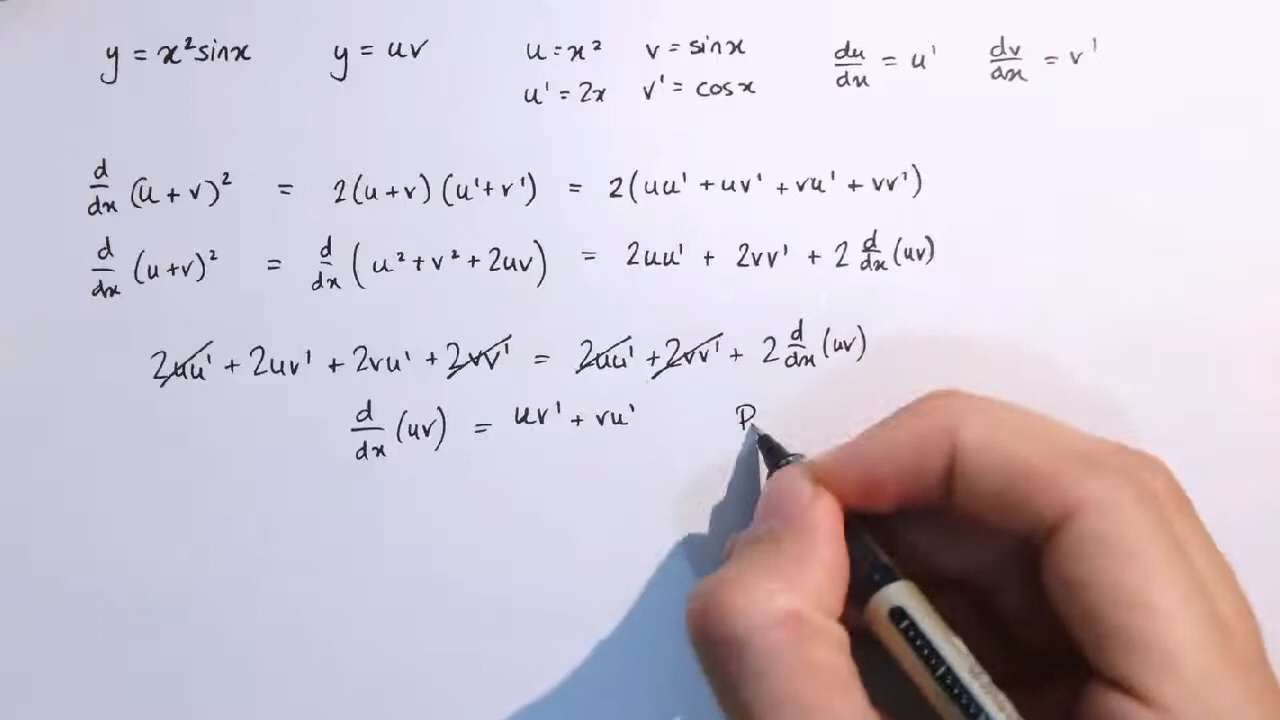 y = x² sinx y = uv u = x² v = sinx du/dx = u' dv/dx = v'
u' = 2x v' = cosx
d/dx (u + v)² = 2(u+v)(u'+v') = 2(uu' + uv' + vu' + vv')
d/dx (u+v)² = d/dx (u² + v² + 2uv) = 2uu' + 2vv' + 2 d/dx (uv)
2uu' + 2uv' + 2vu' + 2vv' = 2uu' + 2vv' + 2 d/dx (uv)
d/dx (uv) = uv' + vu' P